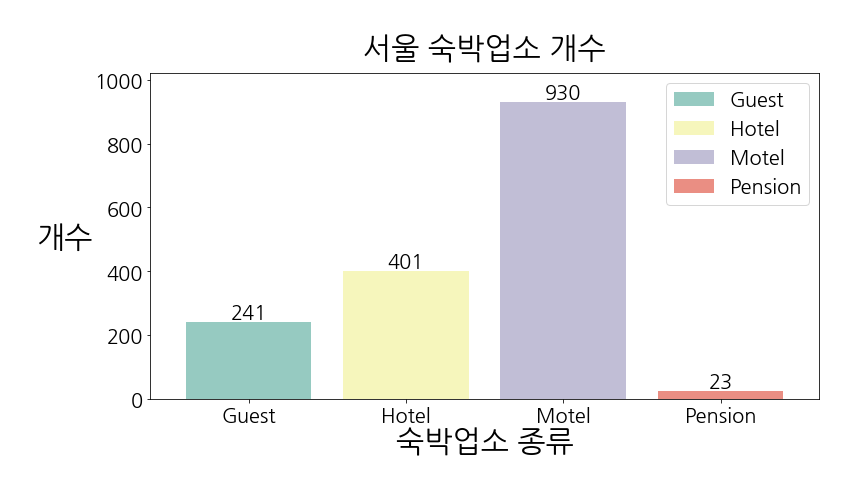 서울 숙박업소 개수
개수
1000
800
600
400
200
0
241
401
930
23
Guest
Hotel
Motel
Pension
Guest
Hotel
Motel
Pension
숙박업소 종류